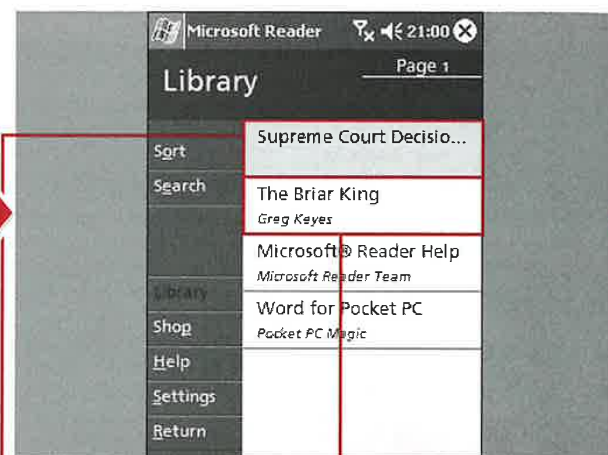 Microsoft Reader 21:00
Library
Page 1
Sort
Search
Library
Shop
Help
Settings
Return
Supreme Court Decisio...
The Briar King
Greg Keyes
Microsoft® Reader Help
Microsoft Reader Team
Word for Pocket PC
Pocket PC Magic